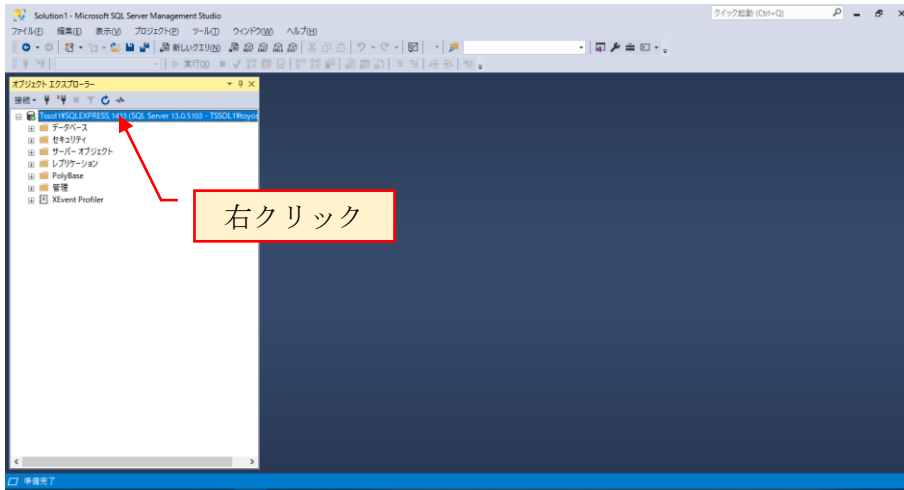 Solution1 - Microsoft SQL Server Management Studio
クイック起動 (Ctrl+Q)
ファイル(F) 編集(E) 表示(V) プロジェクト(P) ツール(T) ウィンドウ(W) ヘルプ(H)
新しいクエリ(N)
実行(X)
オブジェクト エクスプローラー
接続
Tssol1¥SQLEXPRESS,1433 (SQL Server 13.0.5103 - TSSOL1¥toyo
データベース
セキュリティ
サーバー オブジェクト
レプリケーション
PolyBase
管理
XEvent Profiler
右クリック
準備完了